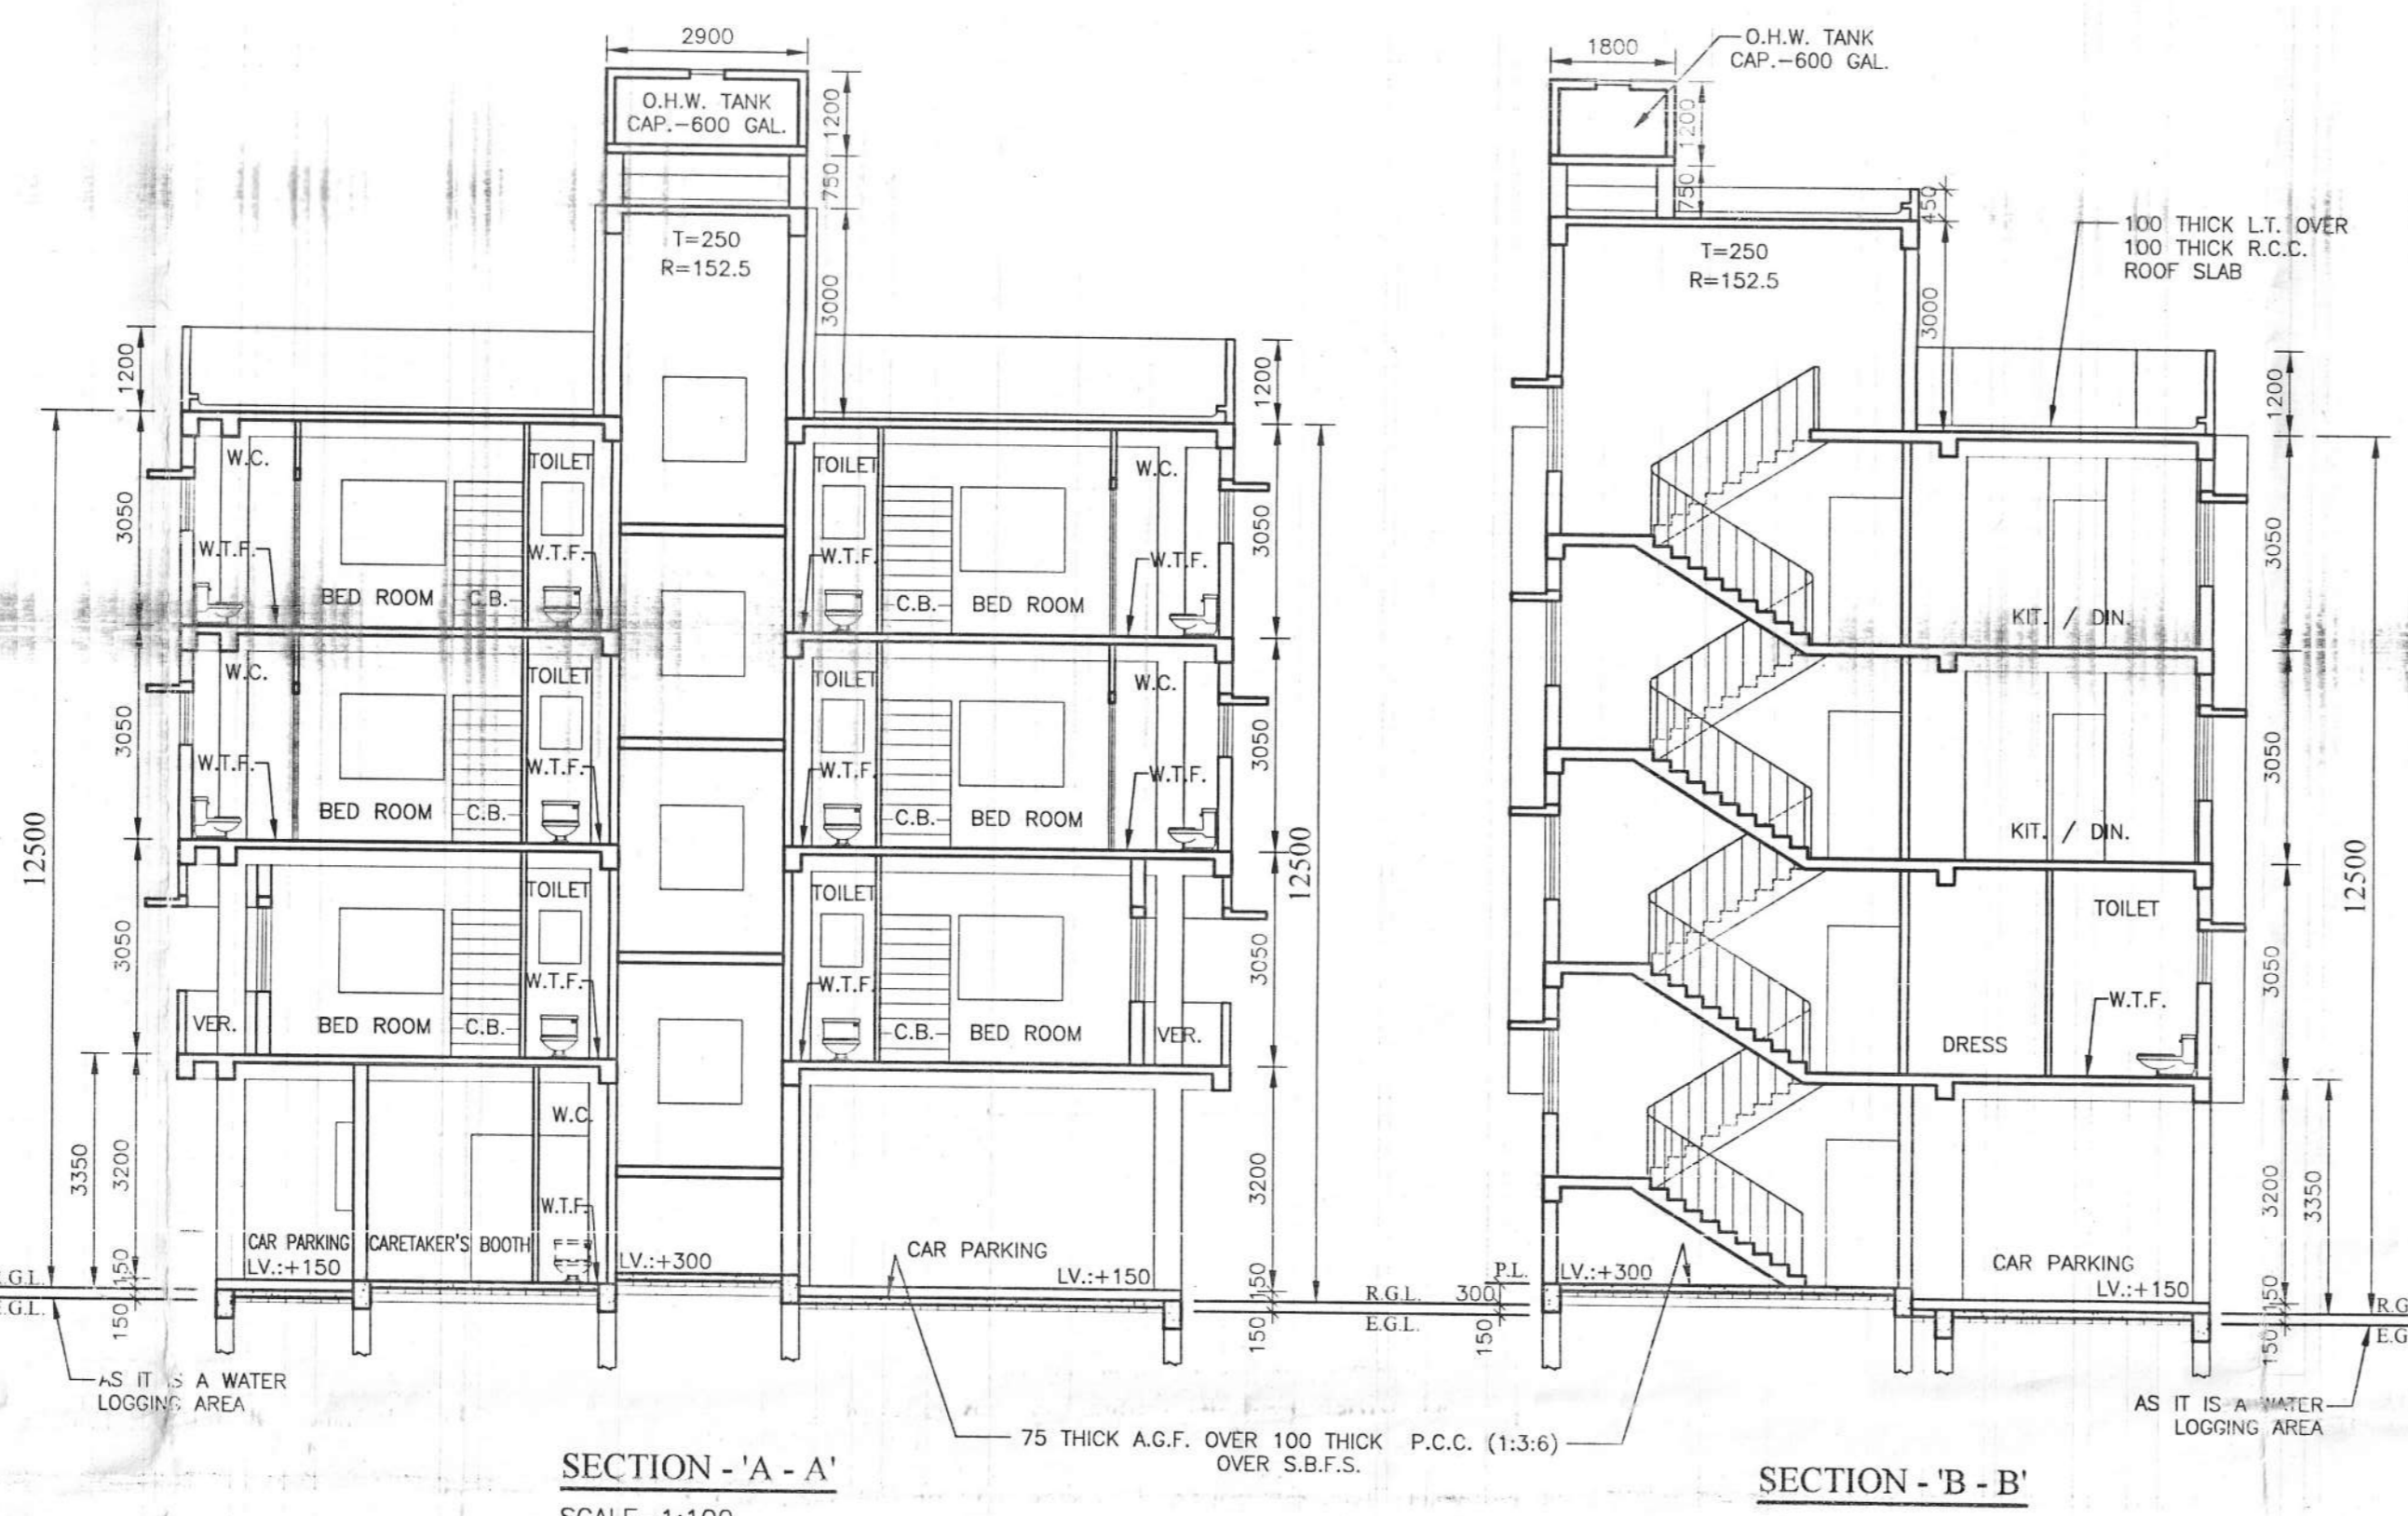 2900
O.H.W. TANK
CAP.-600 GAL.
1200
750
T=250
R=152.5
3000
1200
1200
W.C.
TOILET
TOILET
W.C.
3050
3050
W.T.F.
W.T.F.
W.T.F.
W.T.F.
BED ROOM
C.B.
C.B.
BED ROOM
W.C.
TOILET
TOILET
W.C.
3050
3050
W.T.F.
W.T.F.
W.T.F.
W.T.F.
BED ROOM
C.B.
C.B.
BED ROOM
12500
12500
TOILET
TOILET
3050
3050
W.T.F.
W.T.F.
VER.
BED ROOM
C.B.
C.B.
BED ROOM
VER.
W.C.
3350
3200
3200
W.T.F.
CAR PARKING
LV.:+150
CARETAKER'S BOOTH
LV.:+300
CAR PARKING
LV.:+150
150
150
150
150
G.L.
G.L.
R.G.L.
E.G.L.
AS IT IS A WATER
LOGGING AREA
75 THICK A.G.F. OVER 100 THICK P.C.C. (1:3:6)
OVER S.B.F.S.
SECTION - 'A - A'
SCALE 1:100
1800
O.H.W. TANK
CAP.-600 GAL.
1200
750
450
T=250
R=152.5
100 THICK L.T. OVER
100 THICK R.C.C.
ROOF SLAB
3000
1200
3050
KIT. / DIN.
3050
KIT. / DIN.
12500
TOILET
3050
W.T.F.
DRESS
3200
3350
P.L.
LV.:+300
300
150
CAR PARKING
LV.:+150
150
150
R.G
E.G
AS IT IS A WATER
LOGGING AREA
SECTION - 'B - B'